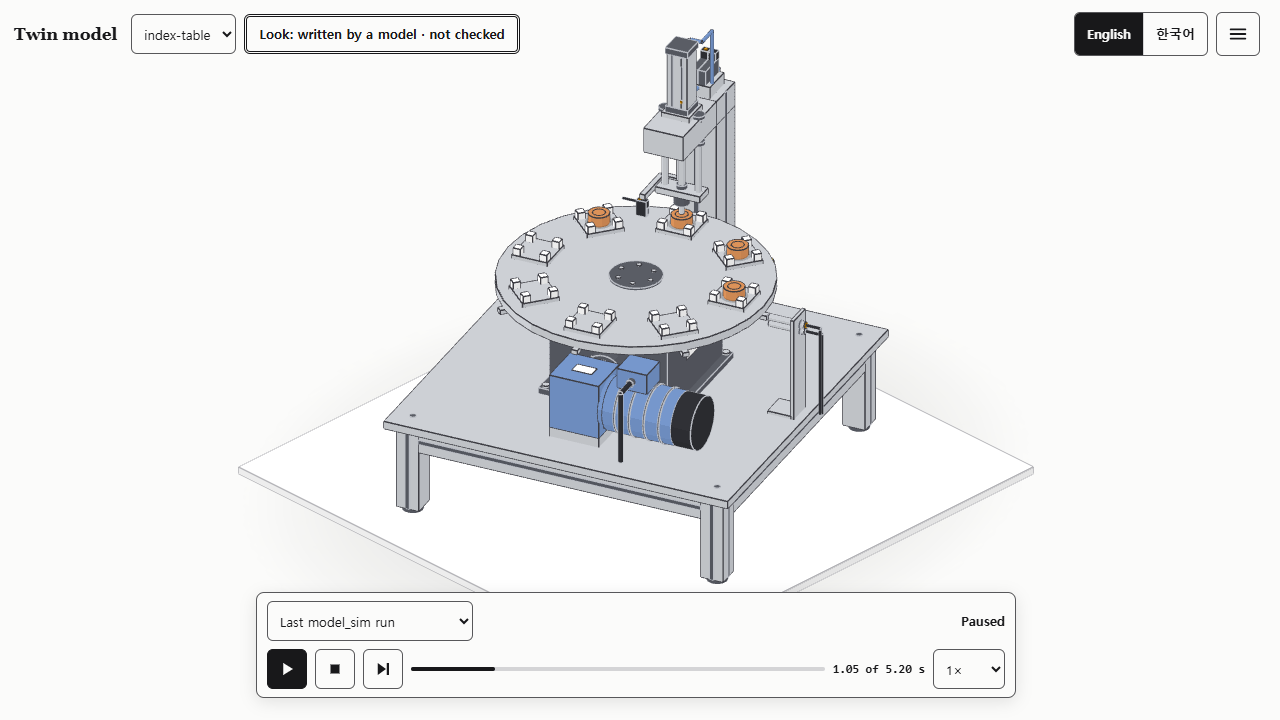 Twin model
index-table
Look: written by a model · not checked
English
한국어
Last model_sim run
Paused
1.05 of 5.20 s
1×